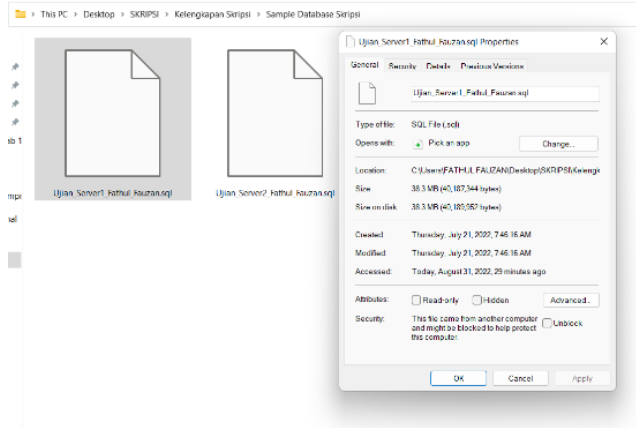 This PC > Desktop > SKRIPSI > Kelengkapan Skripsi > Sample Database Skripsi
Ujian_Server1_Fathul_Fauzan.sql
Ujian_Server2_Fathul_Fauzan.sql
ab 1
mpr
al
Ujian_Server1_Fathul_Fauzan.sql Properties
General Security Details Previous Versions
Ujian_Server1_Fathul_Fauzan.sql
Type of file: SQL File (.sql)
Opens with: Pick an app Change...
Location: C:\Users\FATHUL FAUZAN\Desktop\SKRIPSI\Kelengk
Size: 38.3 MB (40,187,344 bytes)
Size on disk: 38.3 MB (40,189,952 bytes)
Created: Thursday, July 21, 2022, 7:46:16 AM
Modified: Thursday, July 21, 2022, 7:46:16 AM
Accessed: Today, August 31, 2022, 29 minutes ago
Attributes: Read-only Hidden Advanced...
Security: This file came from another computer
and might be blocked to help protect
this computer.
Unblock
OK Cancel Apply